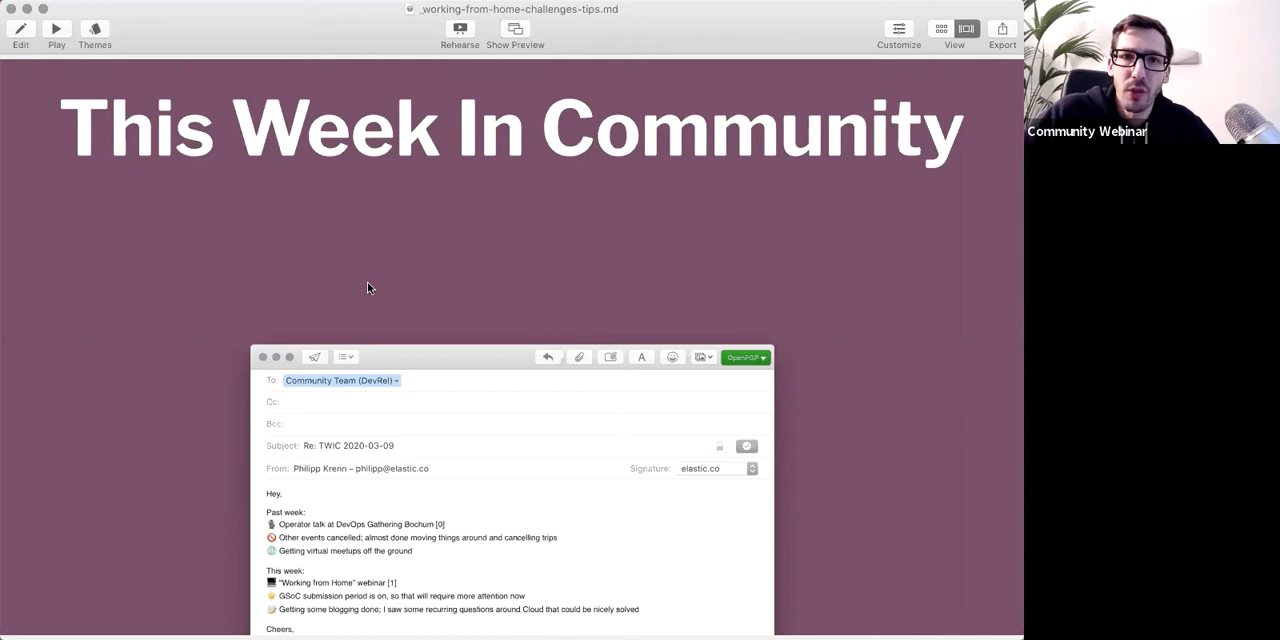 _working-from-home-challenges-tips.md
Edit Play Themes Rehearse Show Preview Customize View Export
This Week In Community
Community Webinar
OpenPGP
To: Community Team (DevRel)
Cc:
Bcc:
Subject: Re: TWIC 2020-03-09
From: Philipp Krenn – philipp@elastic.co Signature: elastic.co
Hey,
Past week:
Operator talk at DevOps Gathering Bochum [0]
Other events cancelled; almost done moving things around and cancelling trips
Getting virtual meetups off the ground
This week:
"Working from Home" webinar [1]
GSoC submission period is on, so that will require more attention now
Getting some blogging done; I saw some recurring questions around Cloud that could be nicely solved
Cheers,